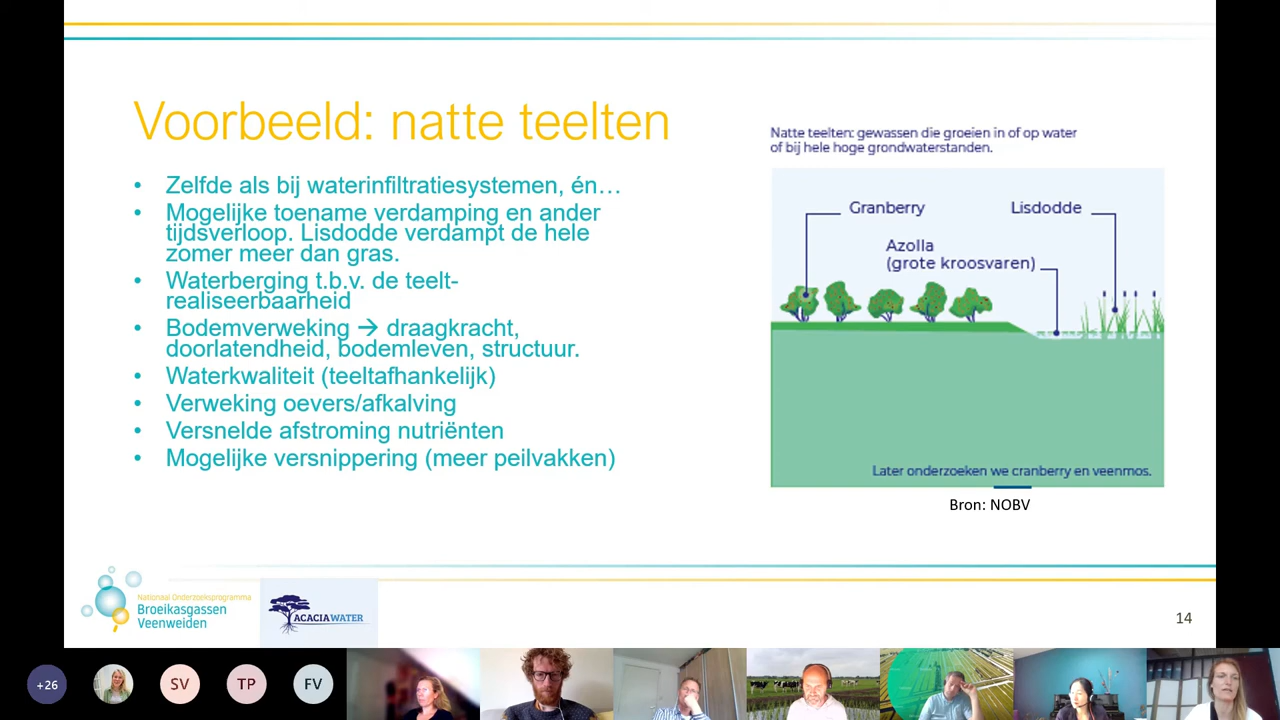 Voorbeeld: natte teelten
• Zelfde als bij waterinfiltratiesystemen, én…
• Mogelijke toename verdamping en ander
tijdsverloop. Lisdodde verdampt de hele
zomer meer dan gras.
• Waterberging t.b.v. de teelt-
realiseerbaarheid
• Bodemverweking → draagkracht,
doorlatendheid, bodemleven, structuur.
• Waterkwaliteit (teeltafhankelijk)
• Verweking oevers/afkalving
• Versnelde afstroming nutriënten
• Mogelijke versnippering (meer peilvakken)
Natte teelten: gewassen die groeien in of op water
of bij hele hoge grondwaterstanden.
Granberry
Lisdodde
Azolla
(grote kroosvaren)
Later onderzoeken we cranberry en veenmos.
Bron: NOBV
Nationaal Onderzoeksprogramma
Broeikasgassen
Veenweiden
ACACIAWATER
14
+26
SV
TP
FV